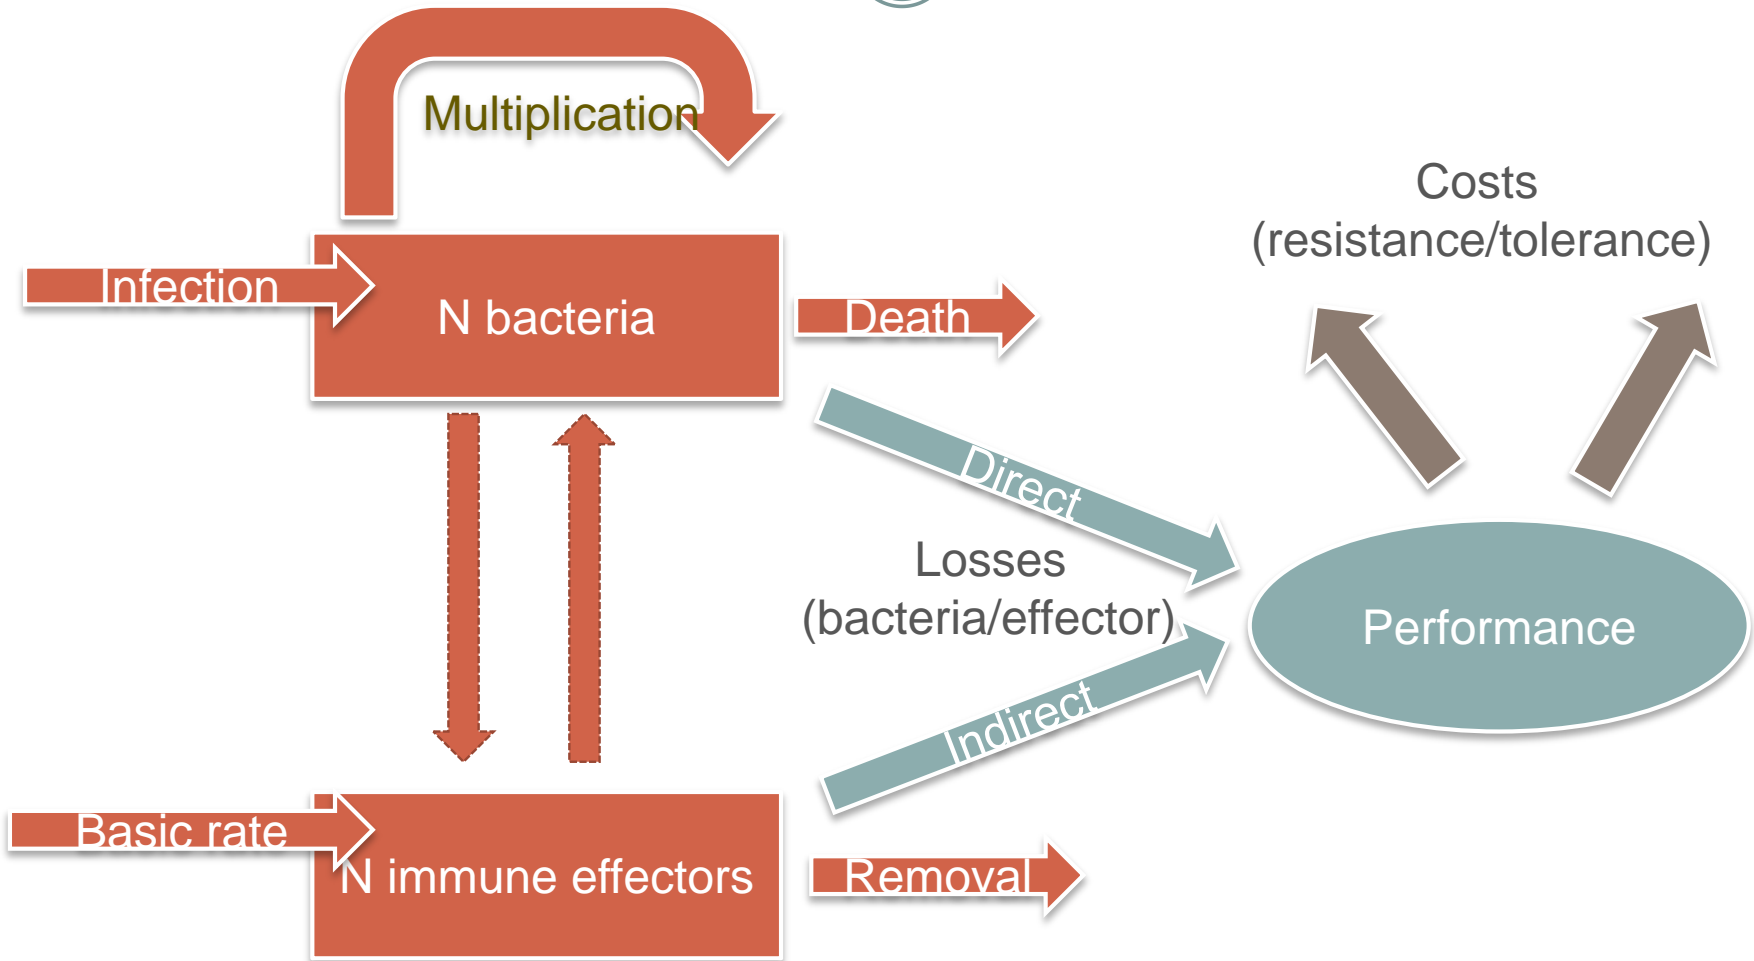 Multiplication
Costs
(resistance/tolerance)
Infection
N bacteria
Death
Direct
Losses
(bacteria/effector)
Performance
Indirect
Basic rate
N immune effectors
Removal